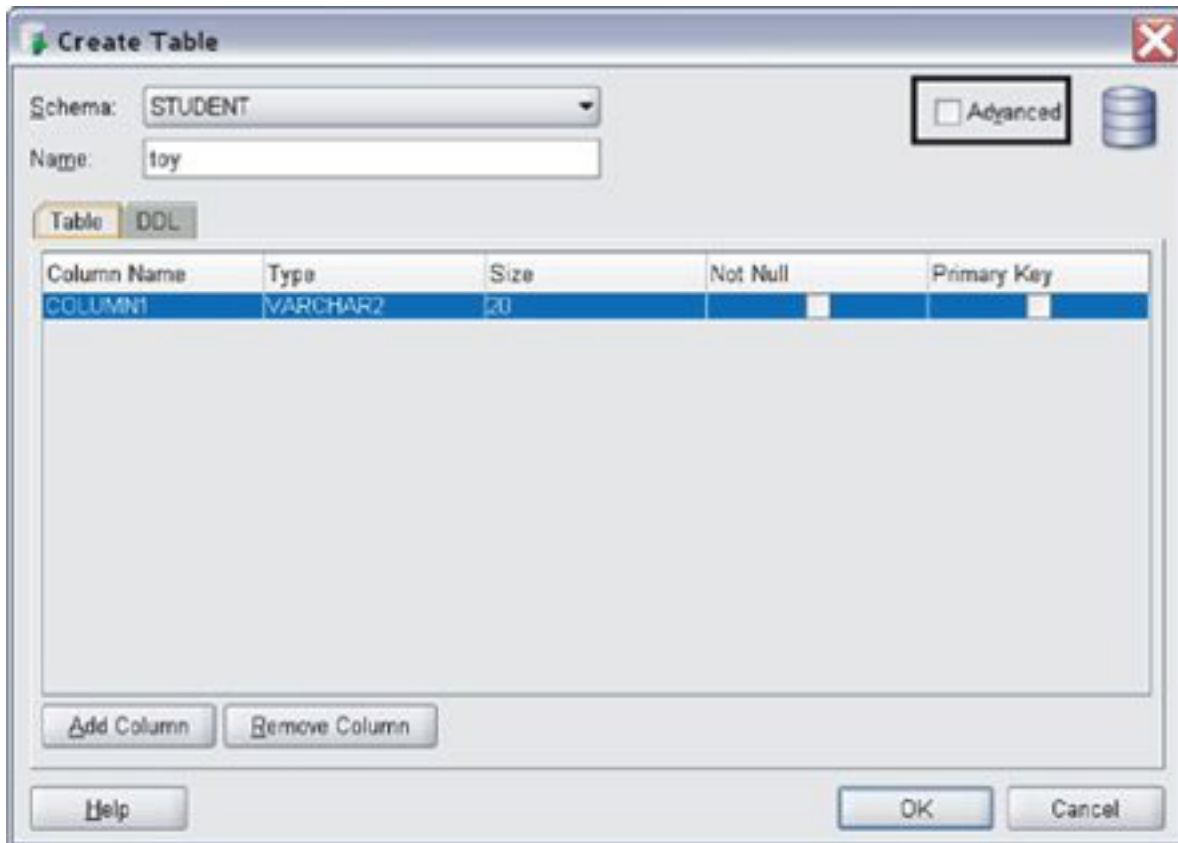 Create Table
Schema: STUDENT
Advanced
Name: toy
Table DDL
Column Name Type Size Not Null Primary Key
COLUMN1 VARCHAR2 20
Add Column Remove Column
Help OK Cancel